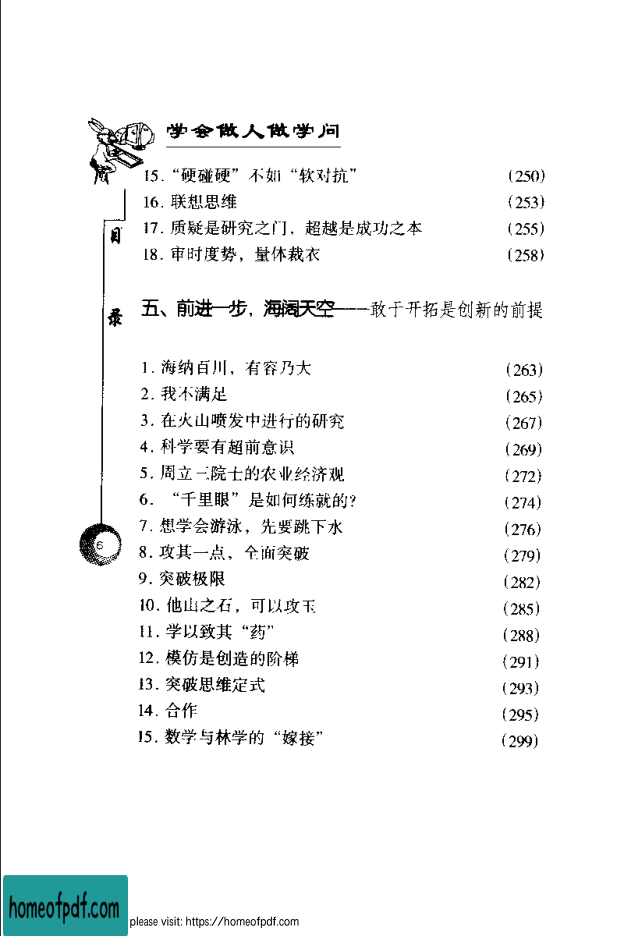 学会做人做学问
15. “硬碰硬”不如“软对抗” (250)
16. 联想思维 (253)
17. 质疑是研究之门，超越是成功之本 (255)
18. 审时度势，量体裁衣 (258)
目
录
五、前进一步，海阔天空——敢于开拓是创新的前提
1. 海纳百川，有容乃大 (263)
2. 我不满足 (265)
3. 在火山喷发中进行的研究 (267)
4. 科学要有超前意识 (269)
5. 周立三院士的农业经济观 (272)
6. “千里眼”是如何练就的? (274)
7. 想学会游泳，先要跳下水 (276)
8. 攻其一点、全面突破 (279)
9. 突破极限 (282)
10. 他山之石，可以攻玉 (285)
11. 学以致其“药” (288)
12. 模仿是创造的阶梯 (291)
13. 突破思维定式 (293)
14. 合作 (295)
15. 数学与林学的“嫁接” (299)
6
homeofpdf.com
please visit: https://homeofpdf.com